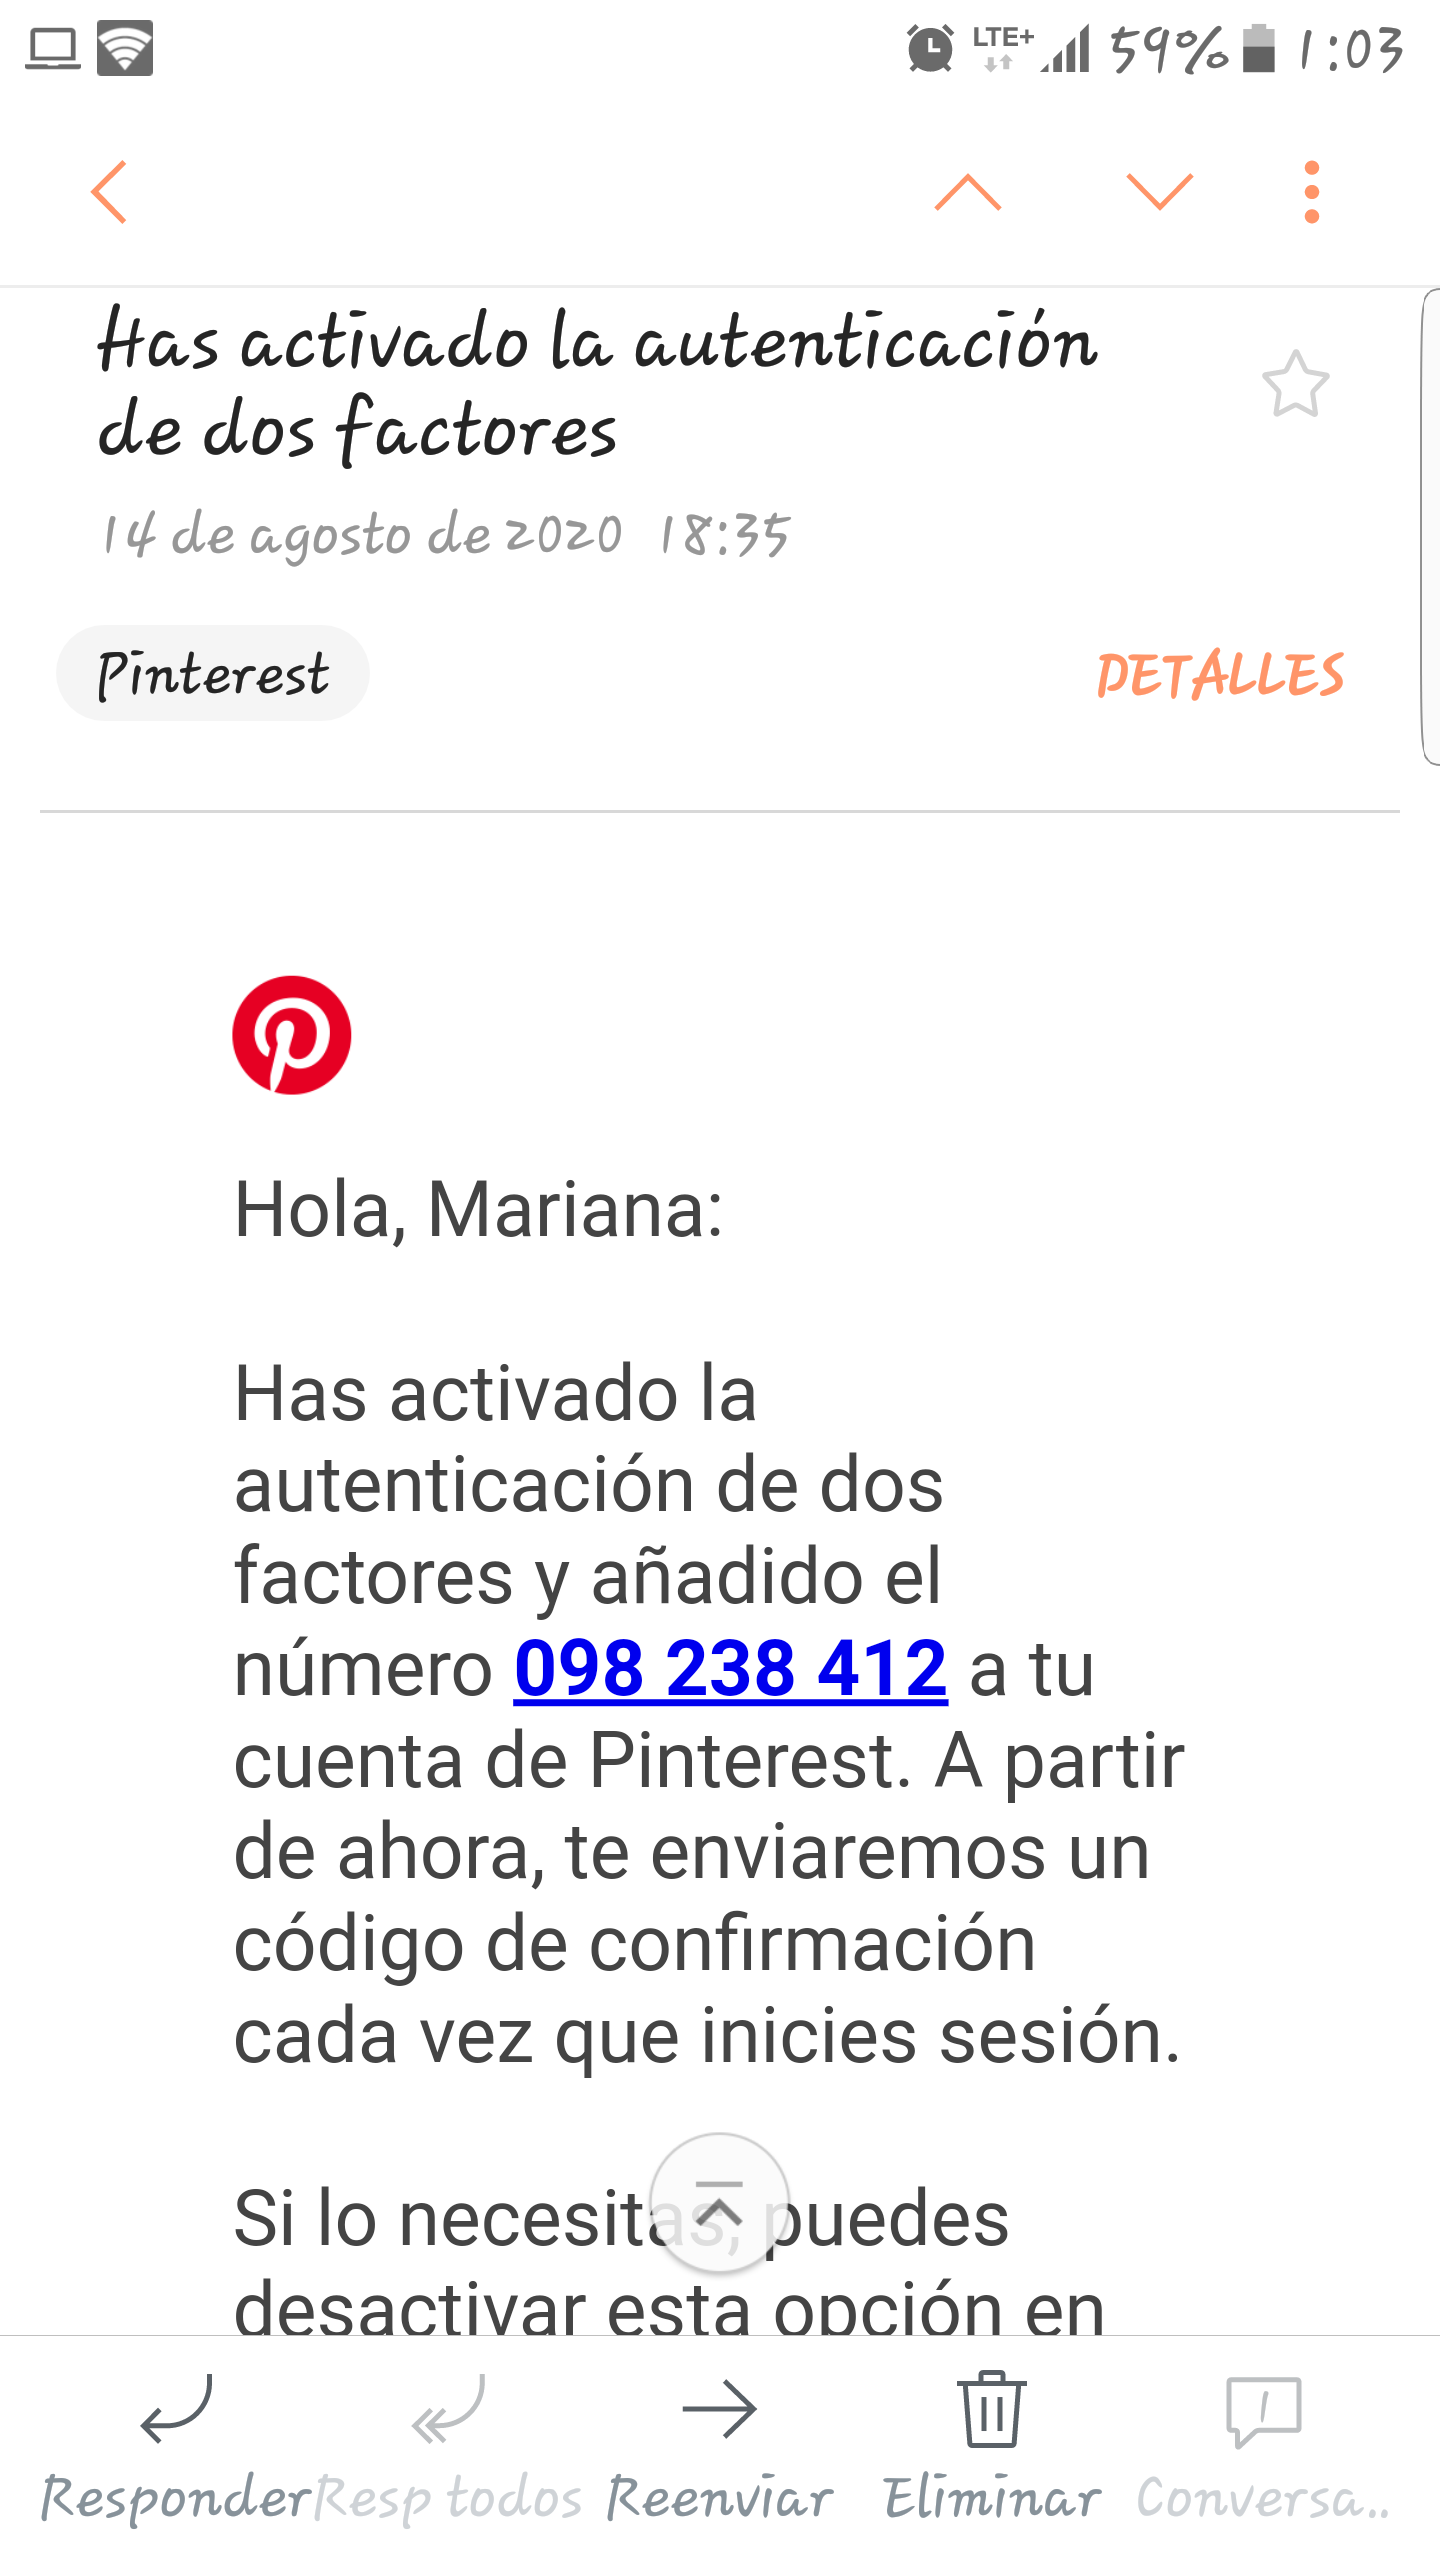 LTE+ 59% 1:03
Has activado la autenticación
de dos factores
14 de agosto de 2020 18:35
Pinterest DETALLES
Hola, Mariana:
Has activado la
autenticación de dos
factores y añadido el
número 098 238 412 a tu
cuenta de Pinterest. A partir
de ahora, te enviaremos un
código de confirmación
cada vez que inicies sesión.
Si lo necesitas, puedes
desactivar esta opción en
1
Responder Resp todos Reenviar Eliminar Conversa..